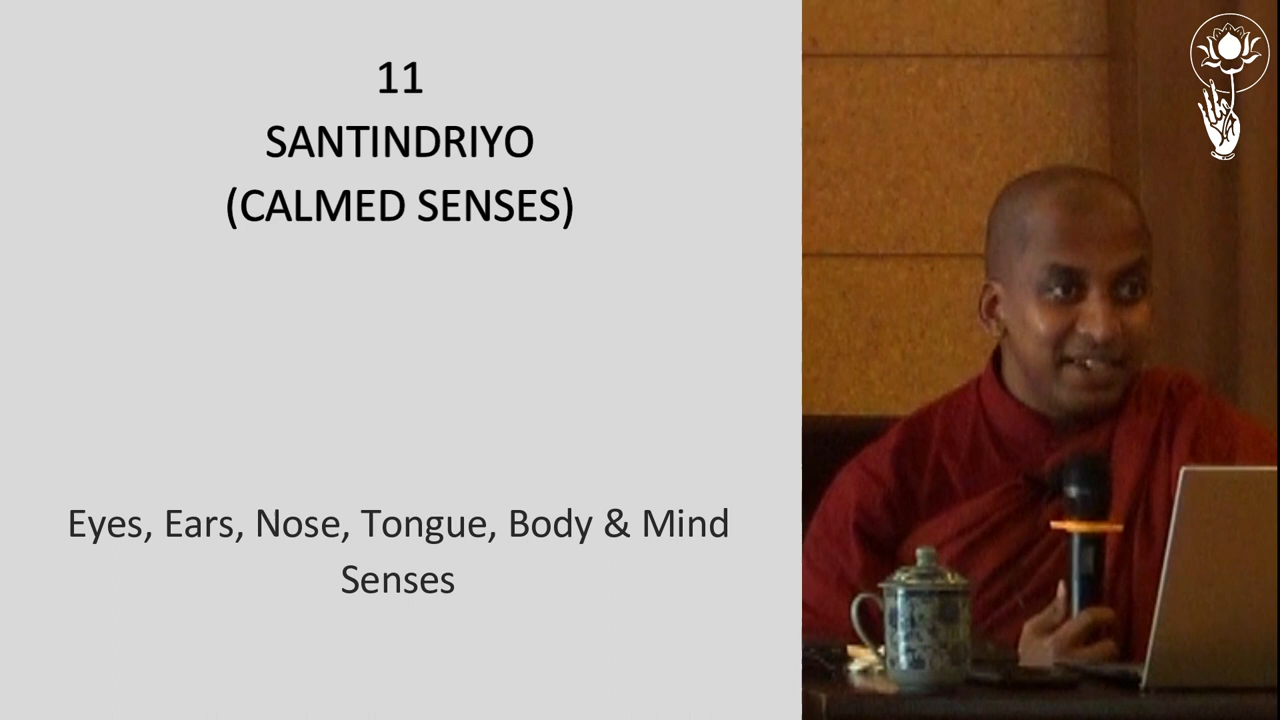 11
SANTINDRIYO
(CALMED SENSES)
Eyes, Ears, Nose, Tongue, Body & Mind
Senses